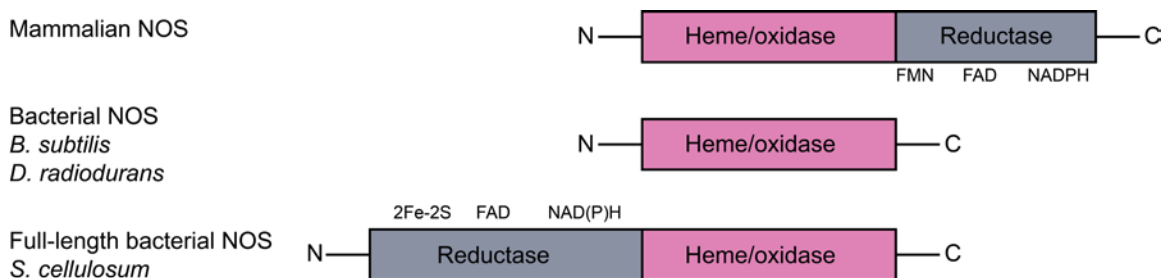 Mammalian NOS
N Heme/oxidase Reductase C
FMN FAD NADPH
Bacterial NOS
B. subtilis
D. radiodurans
N Heme/oxidase C
2Fe-2S FAD NAD(P)H
Full-length bacterial NOS
S. cellulosum
N Reductase Heme/oxidase C